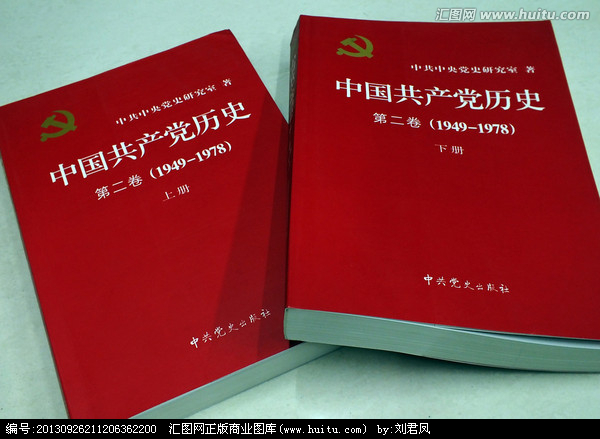 汇图网 www.huitu.com
中共中央党史研究室 著
中国共产党历史
第二卷（1949-1978）
上册
中共党史出版社
中共中央党史研究室 著
中国共产党历史
第二卷（1949-1978）
下册
中共党史出版社
编号:20130926211206362200 汇图网正版商业图库(www.huitu.com) by:刘君凤